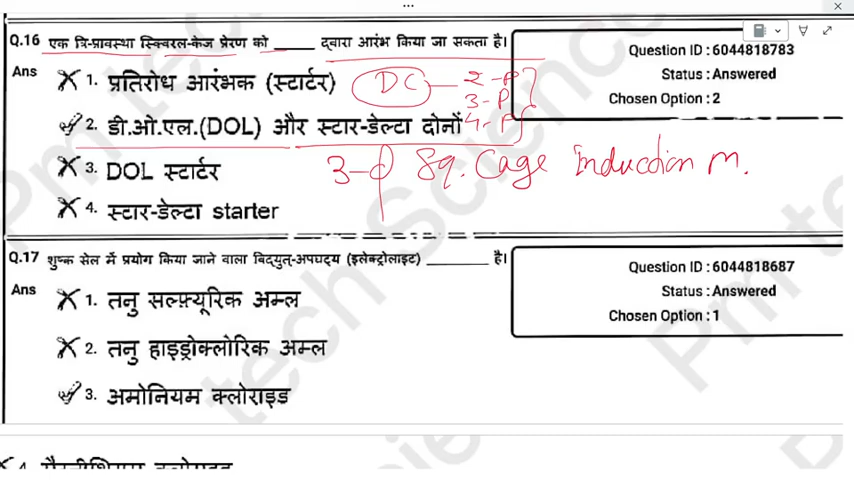 Q.16 एक त्रि-प्रावस्था स्क्विरल-केज प्रेरण को _____ द्वारा आरंभ किया जा सकता है।
Question ID : 6044818783
Status : Answered
Chosen Option : 2
Ans
1. प्रतिरोध आरंभक (स्टार्टर)
DC
2-P
3-P
4-P
2. डी.ओ.एल.(DOL) और स्टार-डेल्टा दोनों
3-φ Sq. Cage Induction m.
3. DOL स्टार्टर
4. स्टार-डेल्टा starter
Q.17 शुष्क सेल में प्रयोग किया जाने वाला विद्युत्-अपघट्य (इलेक्ट्रोलाइट) ________ है।
Question ID : 6044818687
Status : Answered
Chosen Option : 1
Ans
1. तनु सल्फ़्यूरिक अम्ल
2. तनु हाइड्रोक्लोरिक अम्ल
3. अमोनियम क्लोराइड